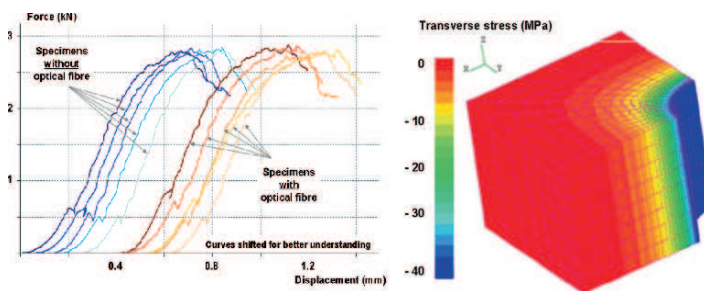 Force (kN)
3
2
1
Specimens
without
optical fibre
Specimens
with
optical fibre
Curves shifted for better understanding
0.4
0.8
1.2
Displacement (mm)
Transverse stress (MPa)
0
- 10
- 20
- 30
- 40
Z
X
Y